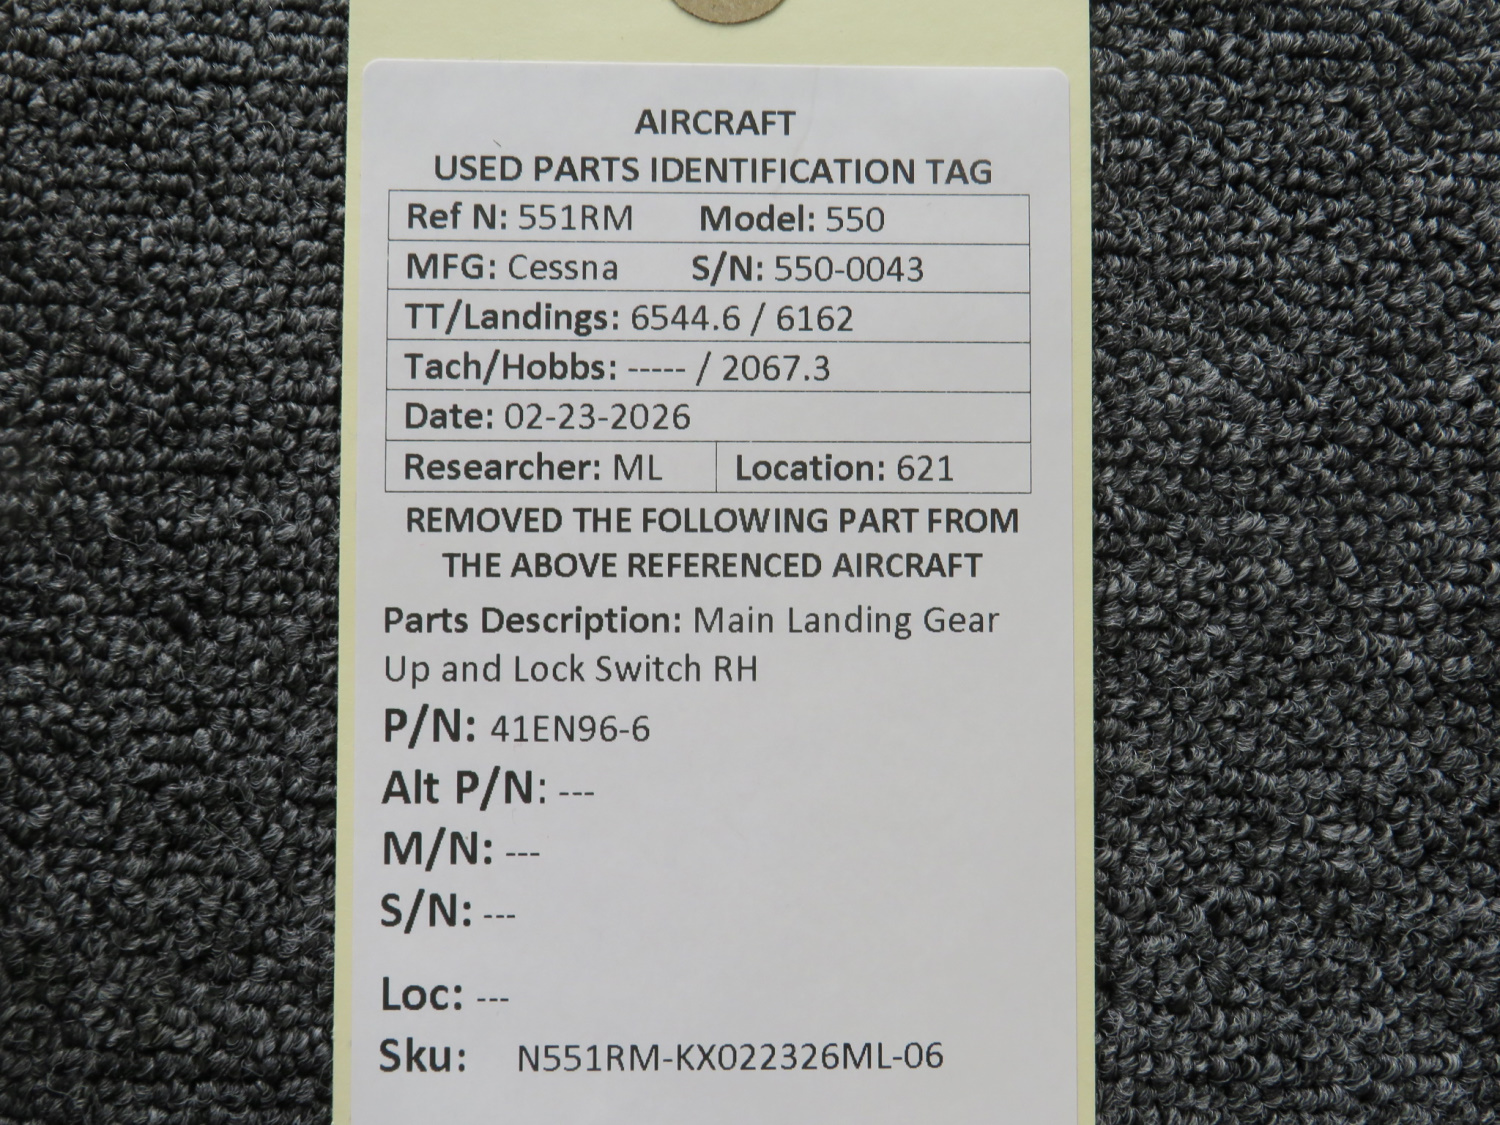 AIRCRAFT
USED PARTS IDENTIFICATION TAG
Ref N: 551RM Model: 550
MFG: Cessna S/N: 550-0043
TT/Landings: 6544.6 / 6162
Tach/Hobbs: ----- / 2067.3
Date: 02-23-2026
Researcher: ML Location: 621
REMOVED THE FOLLOWING PART FROM
THE ABOVE REFERENCED AIRCRAFT
Parts Description: Main Landing Gear
Up and Lock Switch RH
P/N: 41EN96-6
Alt P/N: ---
M/N: ---
S/N: ---
Loc: ---
Sku: N551RM-KX022326ML-06